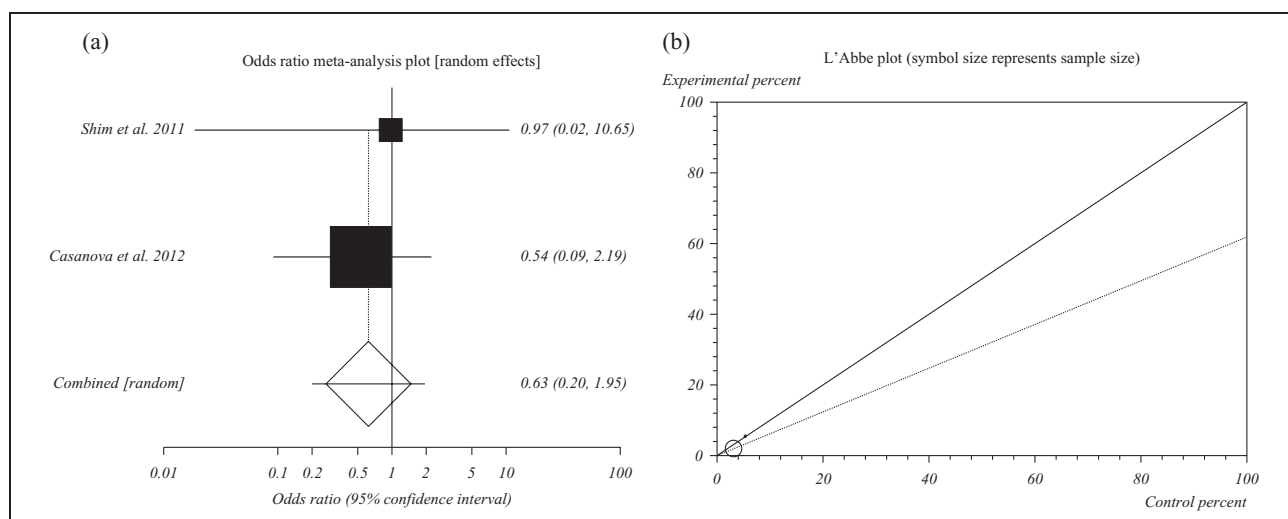 (a)
Odds ratio meta-analysis plot [random effects]
Shim et al. 2011
0.97 (0.02, 10.65)
Casanova et al. 2012
0.54 (0.09, 2.19)
Combined [random]
0.63 (0.20, 1.95)
0.01 0.1 0.2 0.5 1 2 5 10 100
Odds ratio (95% confidence interval)
(b)
L'Abbe plot (symbol size represents sample size)
Experimental percent
100
80
60
40
20
0
0 20 40 60 80 100
Control percent